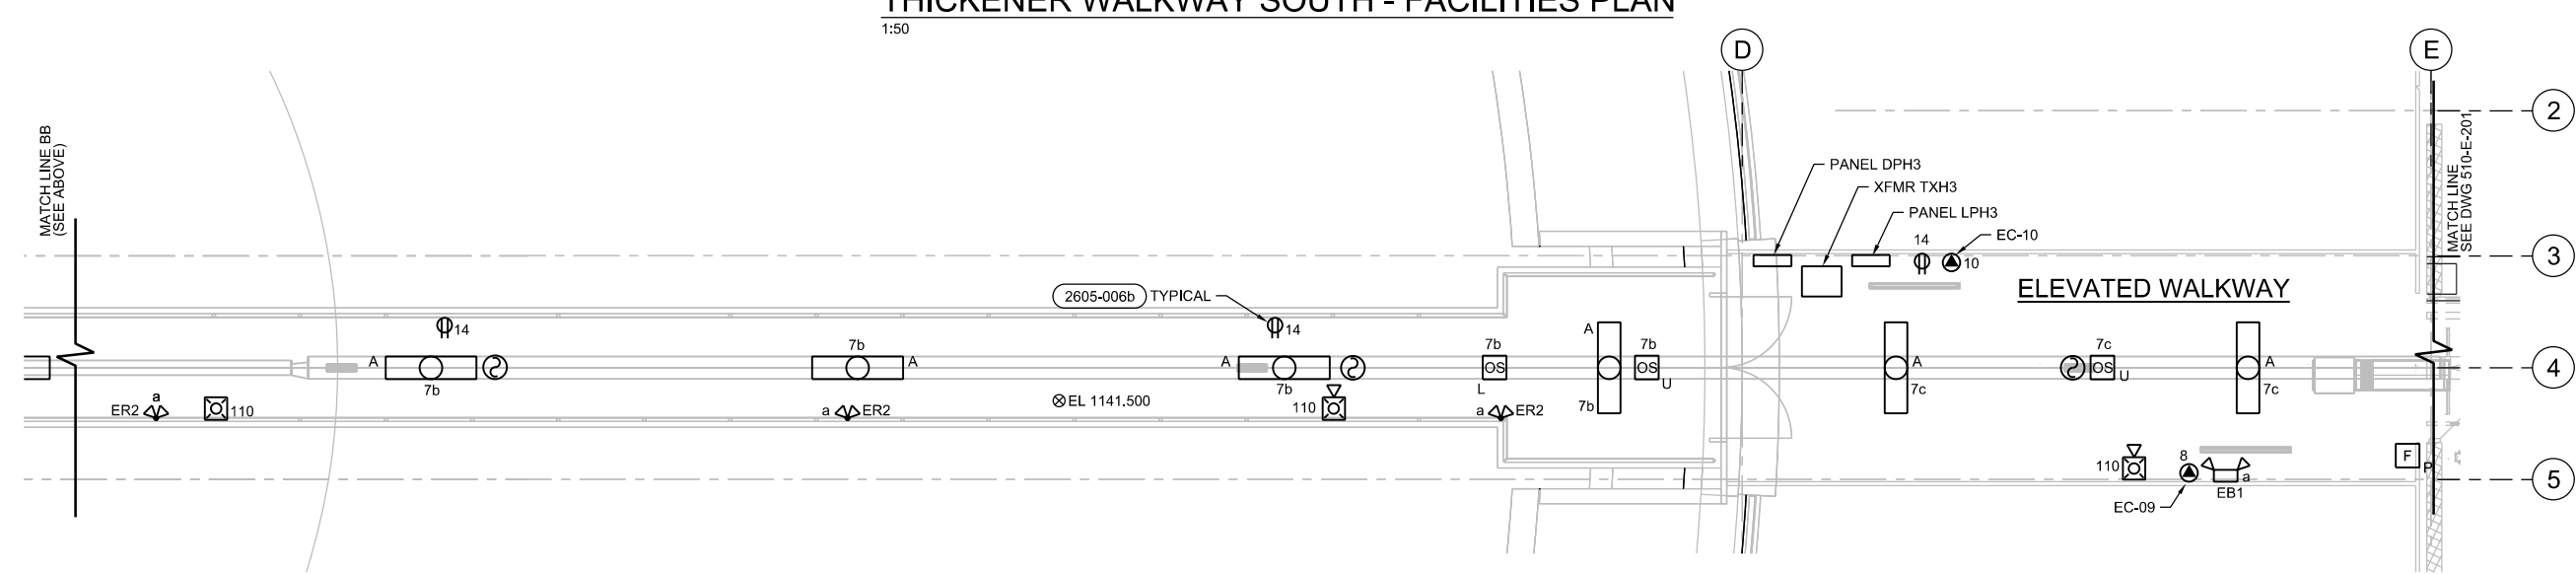 THICKENER WALKWAY SOUTH - FACILITIES PLAN
1:50
D
E
2
MATCH LINE BB
(SEE ABOVE)
MATCH LINE
SEE DWG 510-E-201
PANEL DPH3
XFMR TXH3
PANEL LPH3
14
EC-10
10
3
ELEVATED WALKWAY
2605-006b TYPICAL
14
14
A
7b
7b
A
A
7b
7b
OS
L
A
7b
7b
OS
U
A
7c
7c
OS
U
A
7c
4
a
ER2
110
a
ER2
EL 1141.500
110
a
ER2
110
8
EC-09
EB1
a
F
P
5